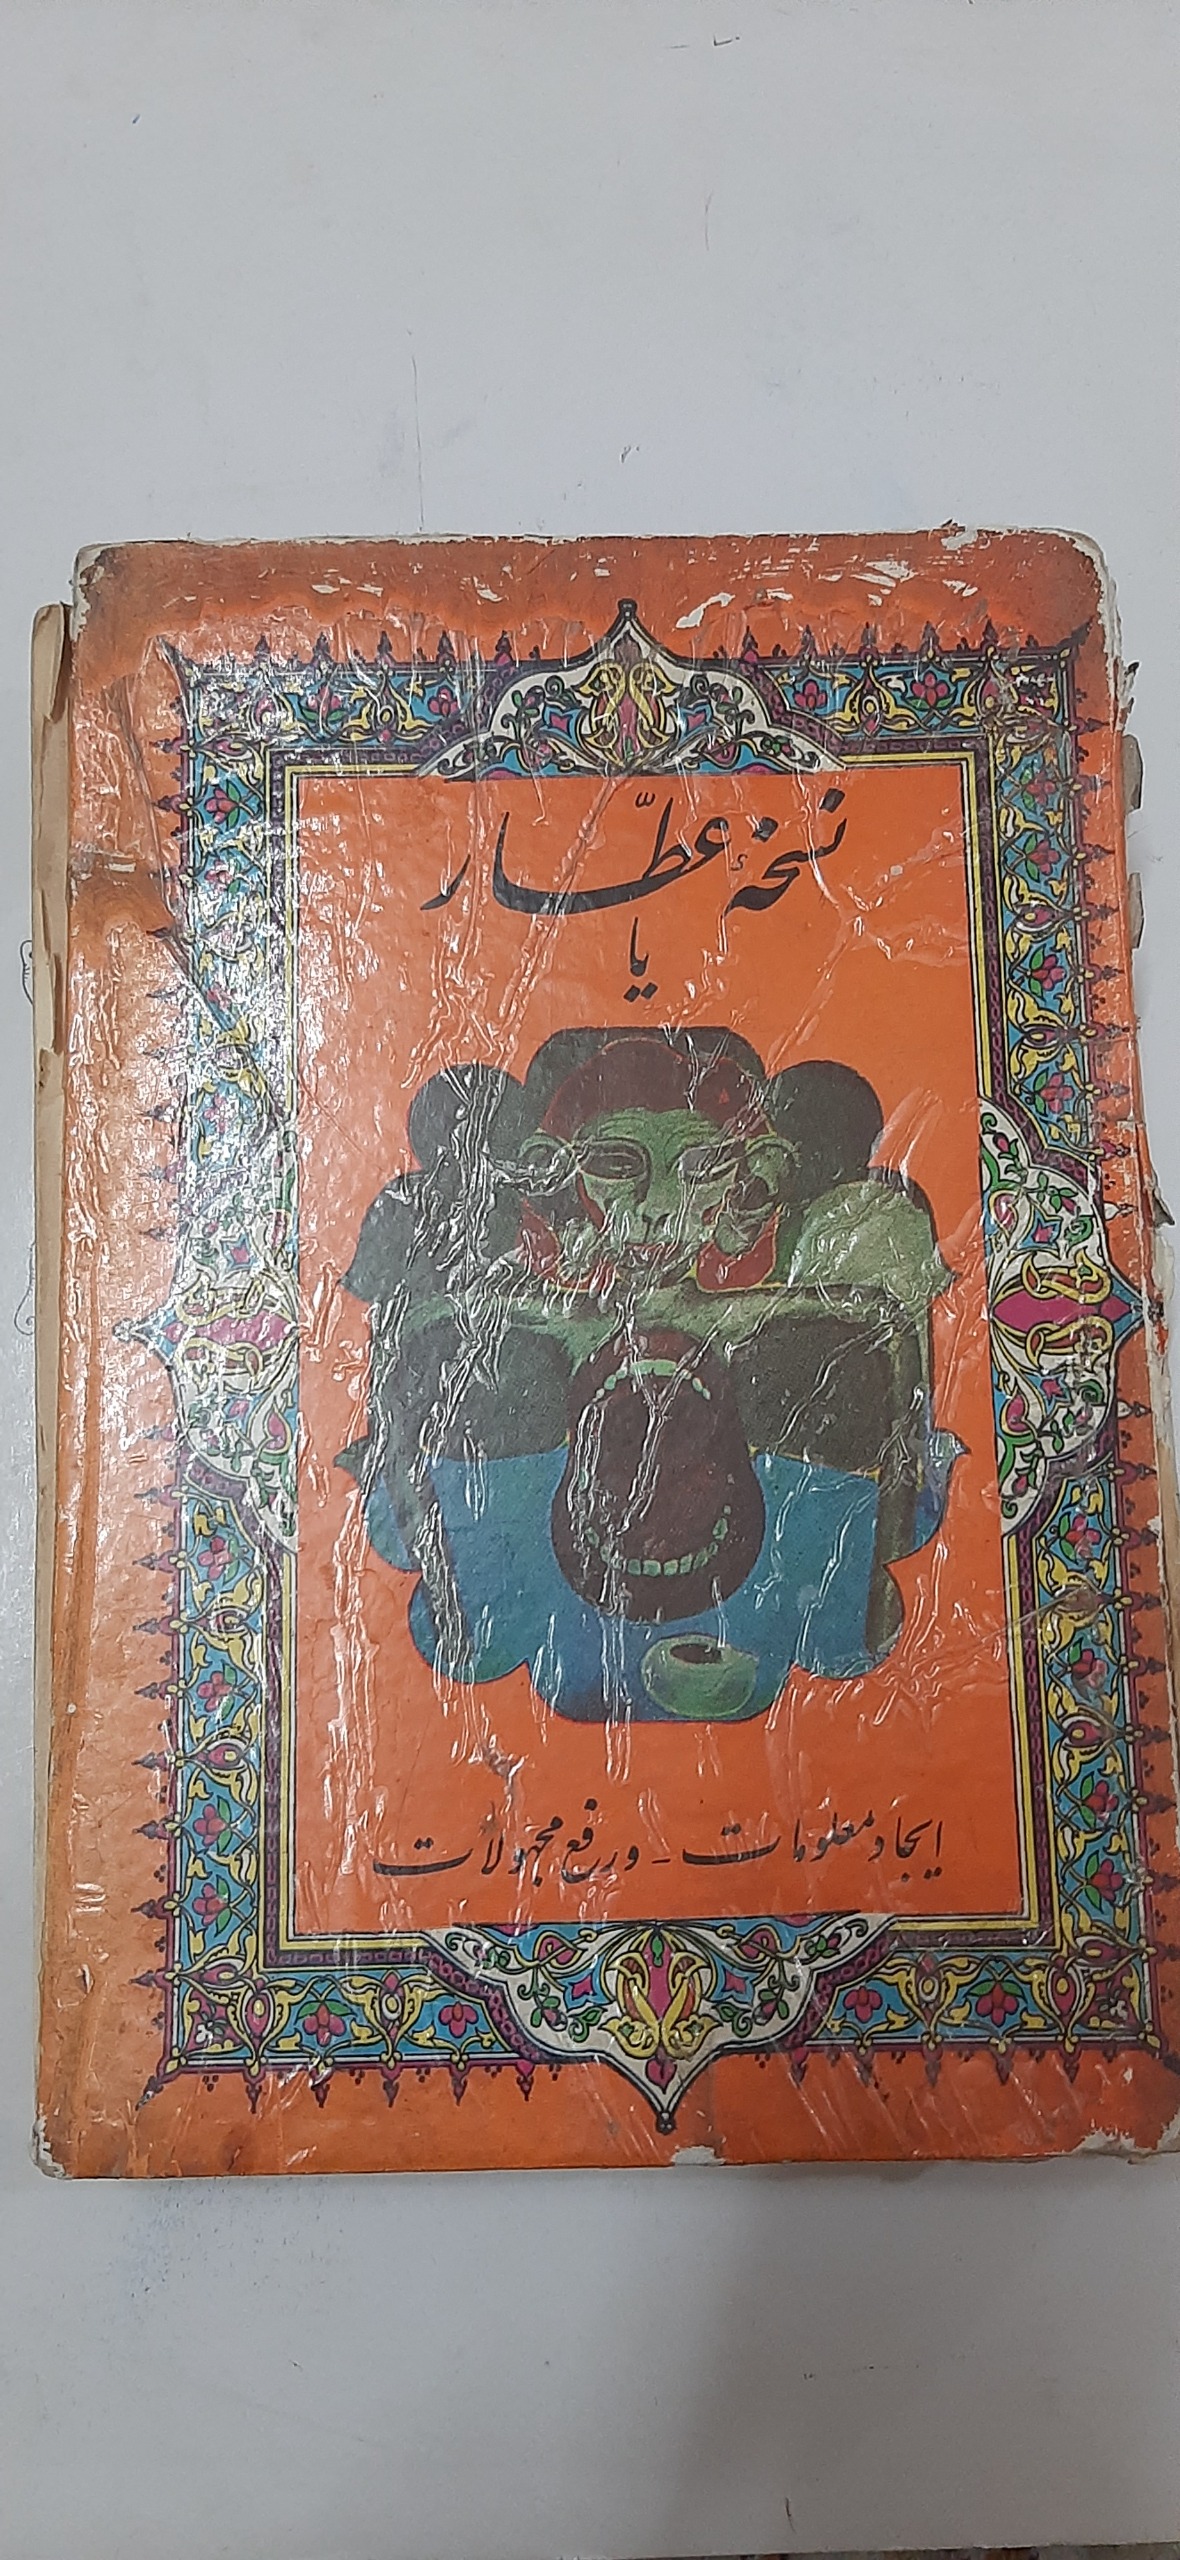 نسخهٔ عطّار
یا
ایجاد معلومات - و رفع مجهولات